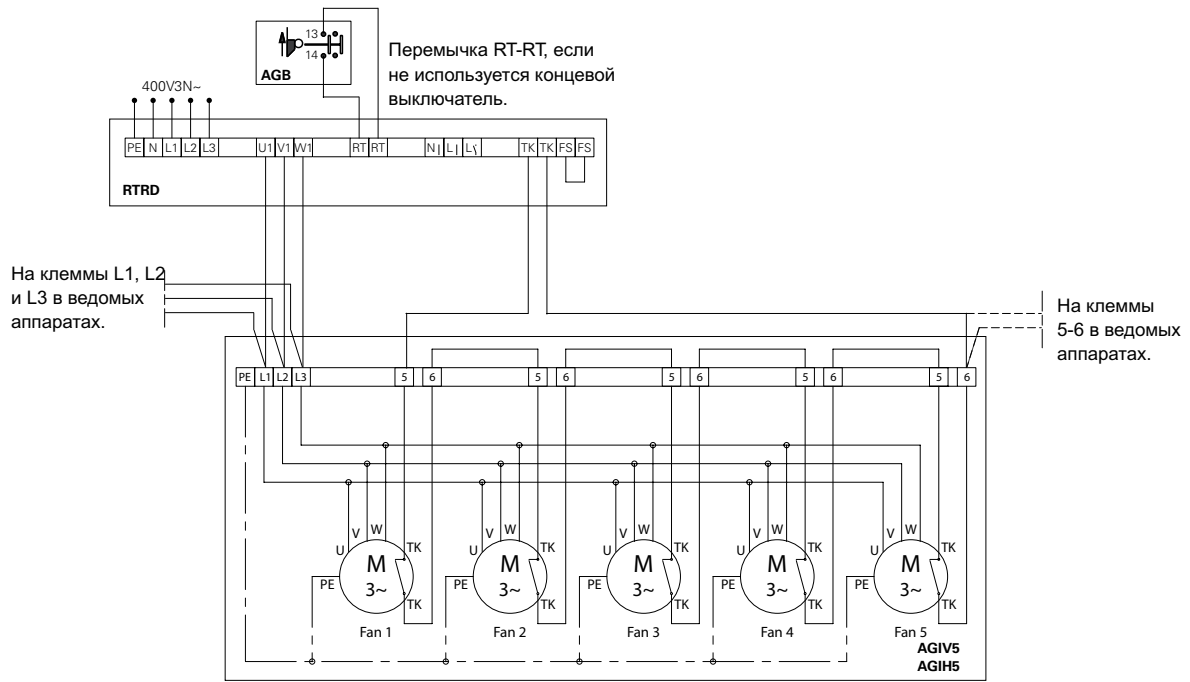 13
14
AGB
Перемычка RT-RT, если
не используется концевой
выключатель.
400V3N~
PE N L1 L2 L3 U1 V1 W1 RT RT N L L TK TK FS FS
RTRD
На клеммы L1, L2
и L3 в ведомых
аппаратах.
На клеммы
5-6 в ведомых
аппаратах.
PE L1 L2 L3 5 6 5 6 5 6 5 6 5 6
U V W TK U V W TK U V W TK U V W TK U V W TK
PE M 3~ PE M 3~ PE M 3~ PE M 3~ PE M 3~
TK TK TK TK TK
Fan 1 Fan 2 Fan 3 Fan 4 Fan 5
AGIV5
AGIH5